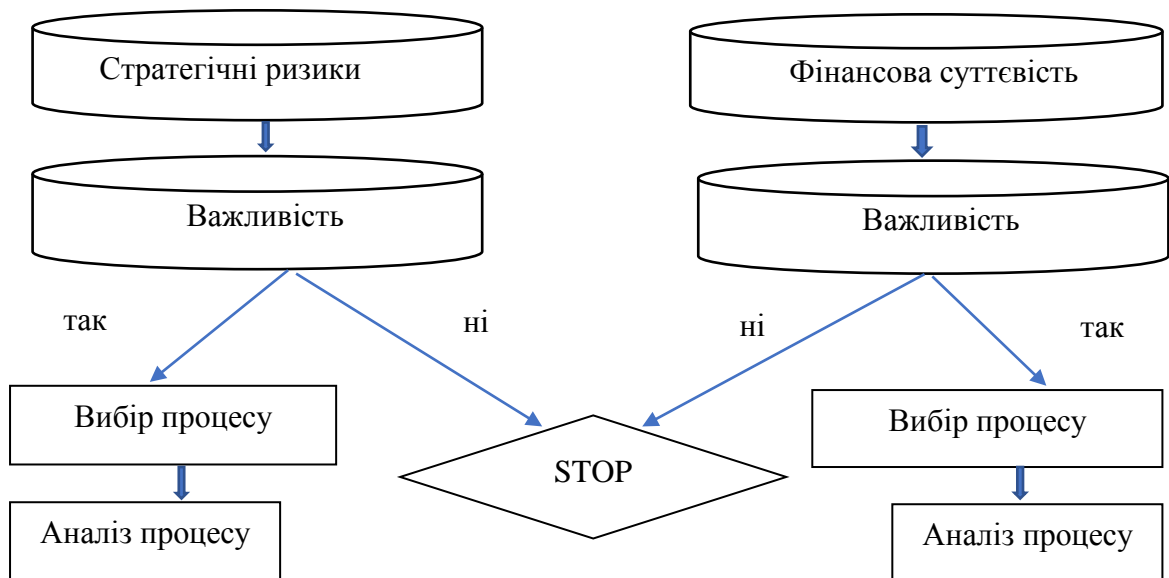 Стратегічні ризики
Фінансова суттєвість
Важливість
Важливість
так
ні
ні
так
Вибір процесу
Вибір процесу
STOP
Аналіз процесу
Аналіз процесу